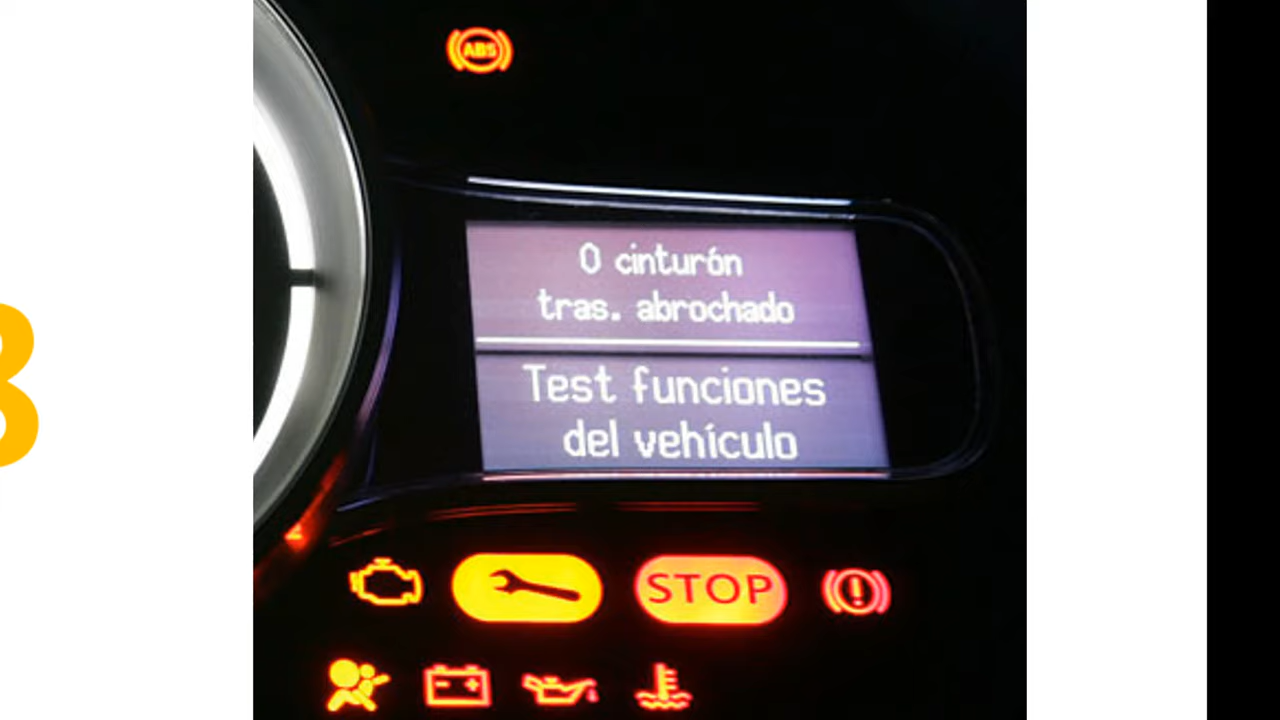 ABS
0 cinturón
tras. abrochado
Test funciones
del vehículo
STOP